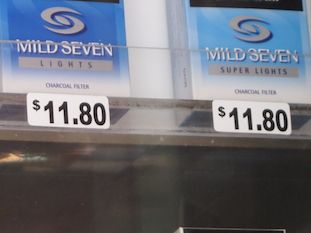 MILD SEVEN
LIGHTS
CHARCOAL FILTER
$11.80
MILD SEVEN
SUPER LIGHTS
CHARCOAL FILTER
$11.80